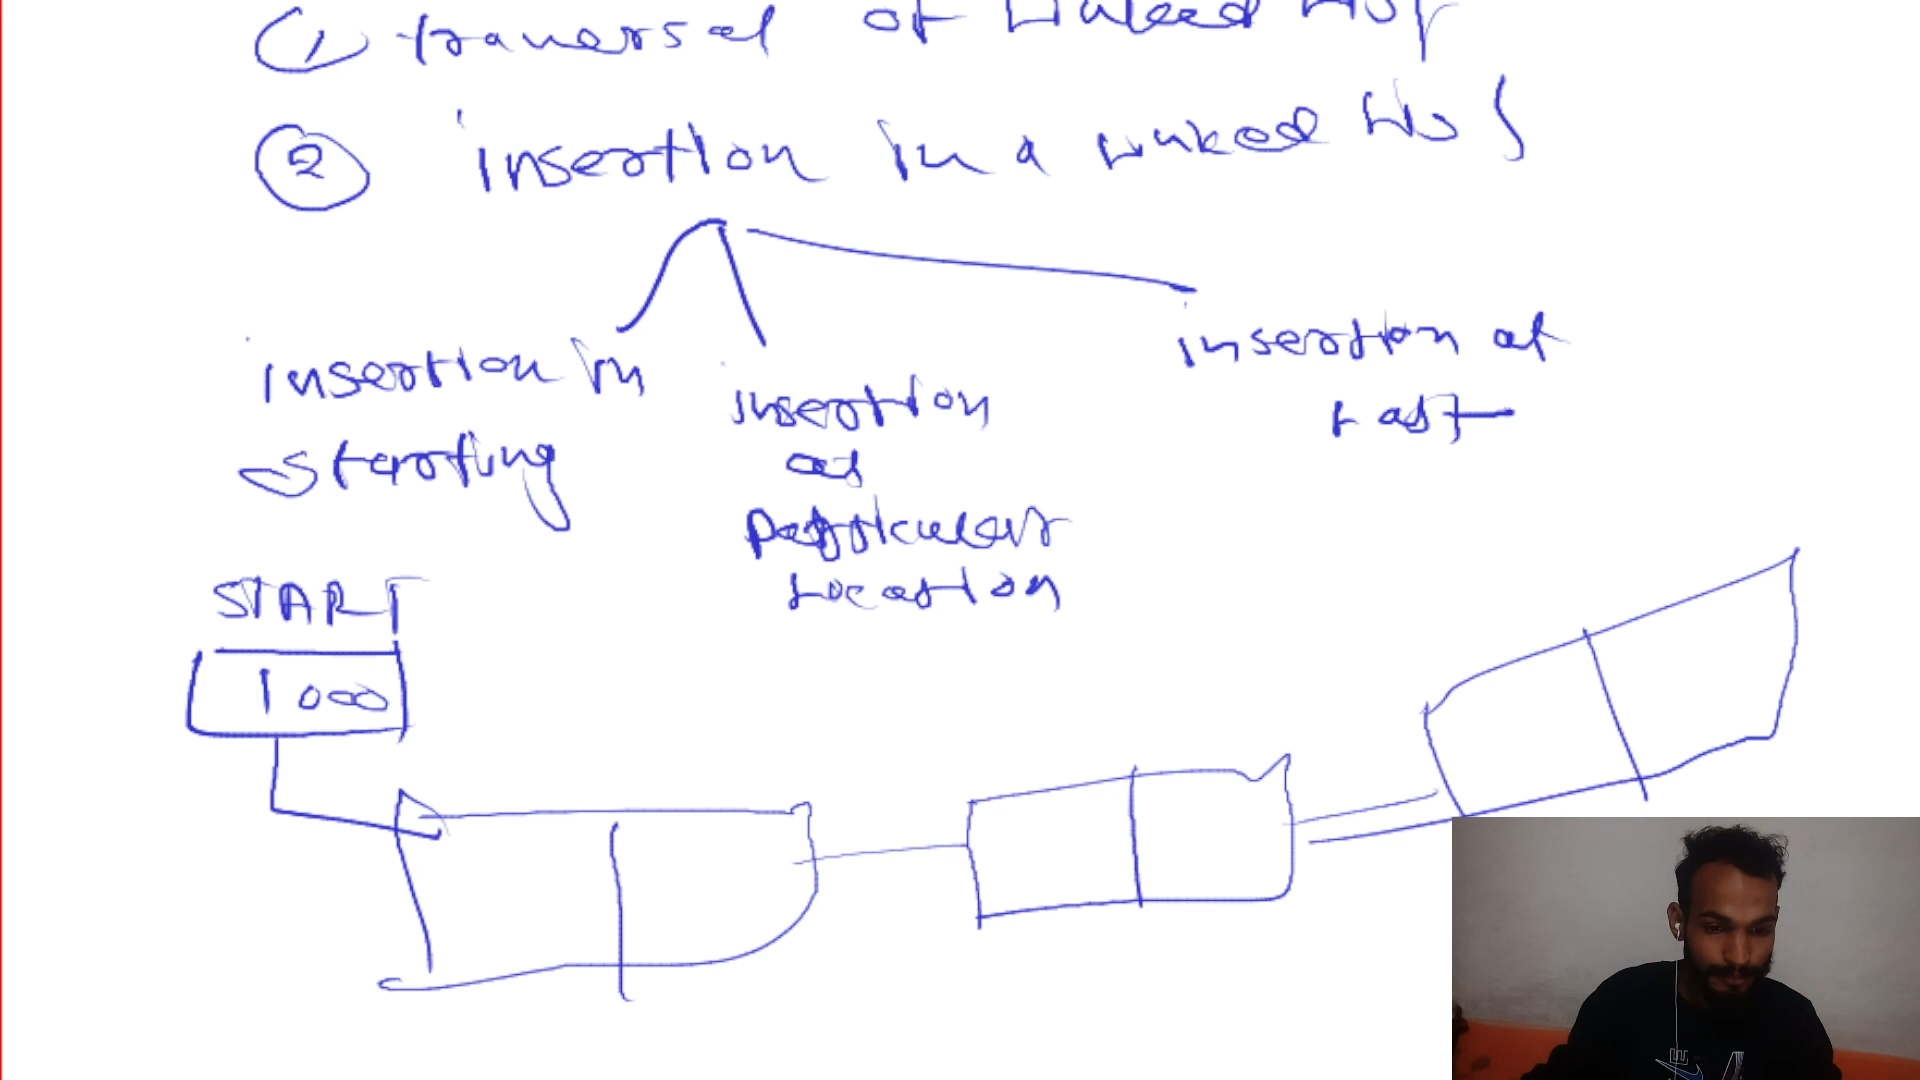 1 traversal of Linked list
2 insertion in a linked list
insertion in
starting
insertion
at
Particular
Location
insertion at
Last
START
1000